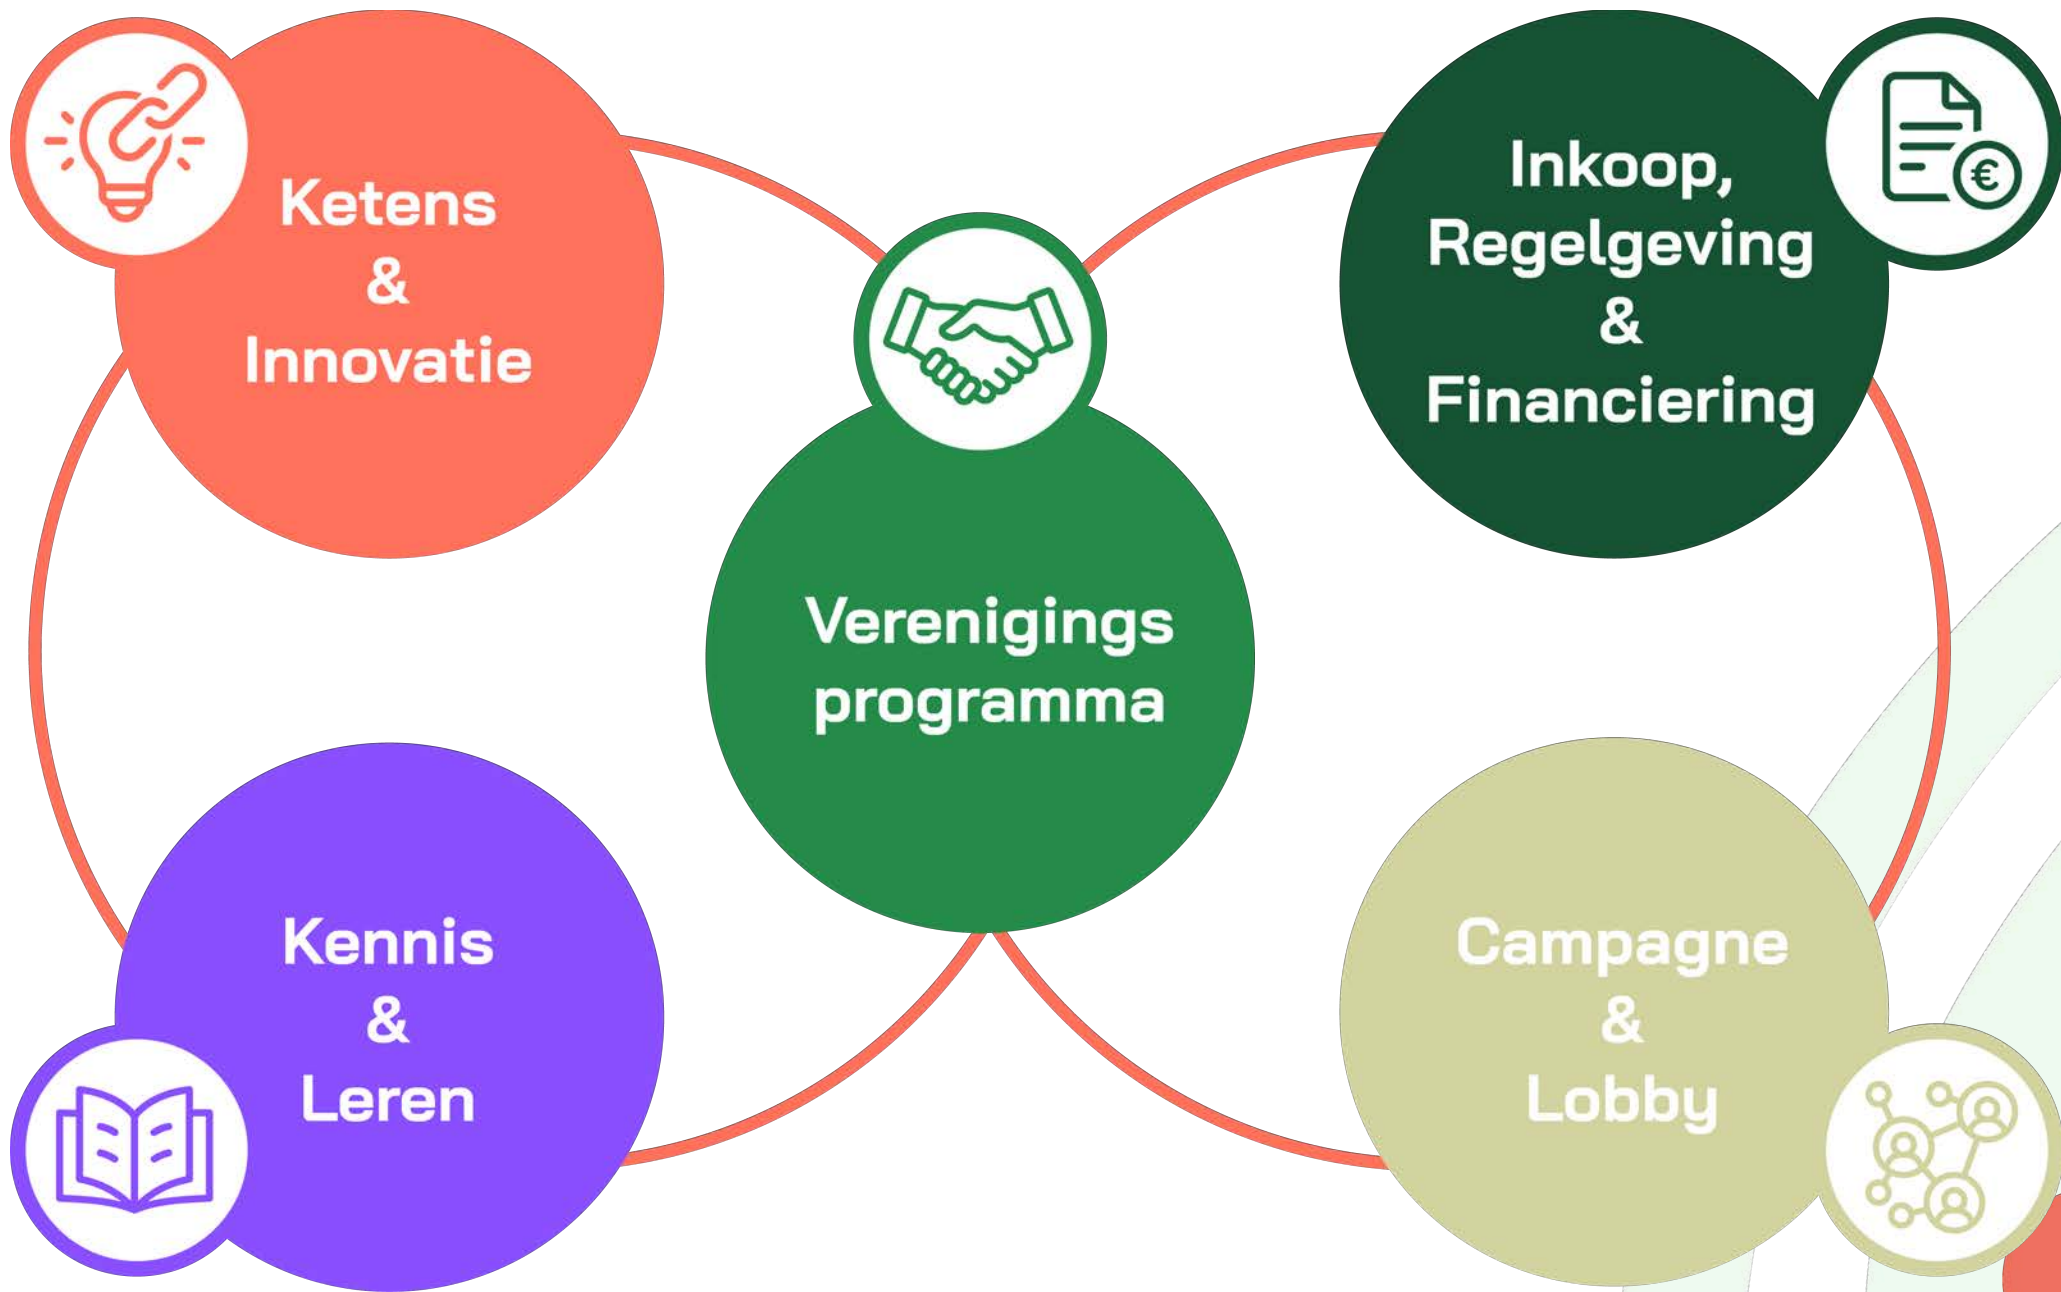 Ketens
&
Innovatie
Inkoop,
Regelgeving
&
Financiering
€
Verenigings
programma
Kennis
&
Leren
Campagne
&
Lobby